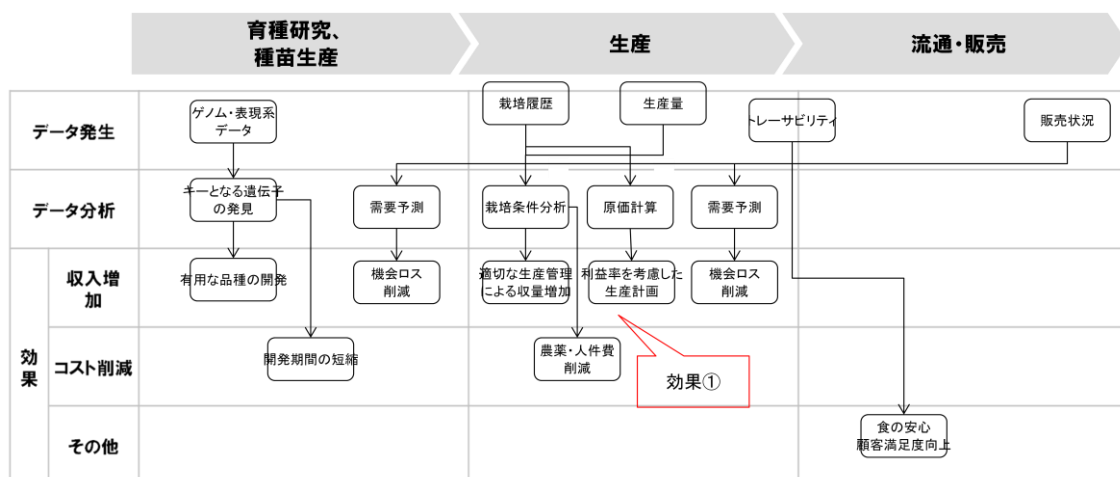 育種研究、
種苗生産
生産
流通・販売
データ発生
ゲノム・表現系
データ
栽培履歴
生産量
トレーサビリティ
販売状況
データ分析
キーとなる遺伝子
の発見
需要予測
栽培条件分析
原価計算
需要予測
効果
収入増
加
有用な品種の開発
機会ロス
削減
適切な生産管理
による収量増加
利益率を考慮した
生産計画
機会ロス
削減
コスト削減
開発期間の短縮
農薬・人件費
削減
効果①
その他
食の安心
顧客満足度向上